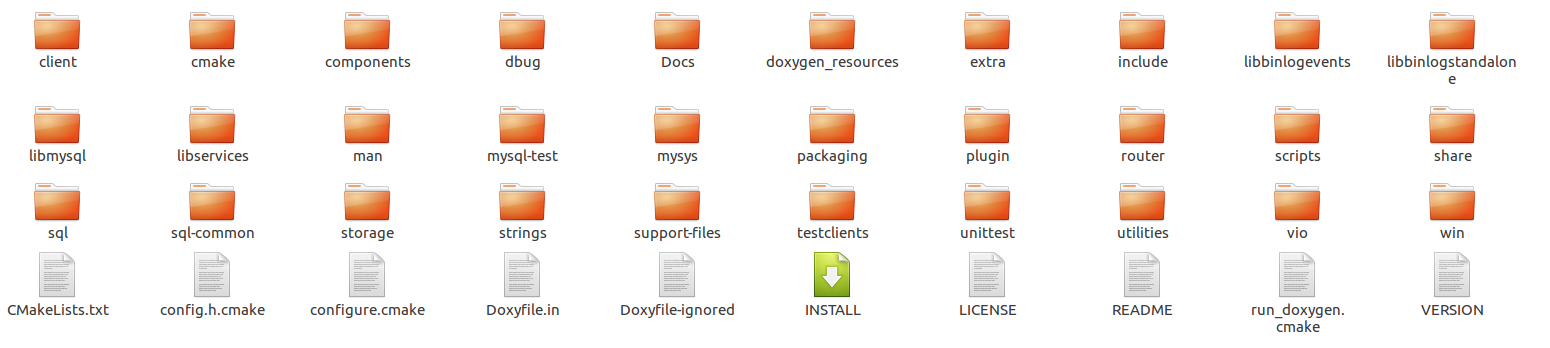 client cmake components dbug Docs doxygen_resources extra include libbinlogevents libbinlogstandalon
e
libmysql libservices man mysql-test mysys packaging plugin router scripts share
sql sql-common storage strings support-files testclients unittest utilities vio win
CMakeLists.txt config.h.cmake configure.cmake Doxyfile.in Doxyfile-ignored INSTALL LICENSE README run_doxygen. VERSION
cmake